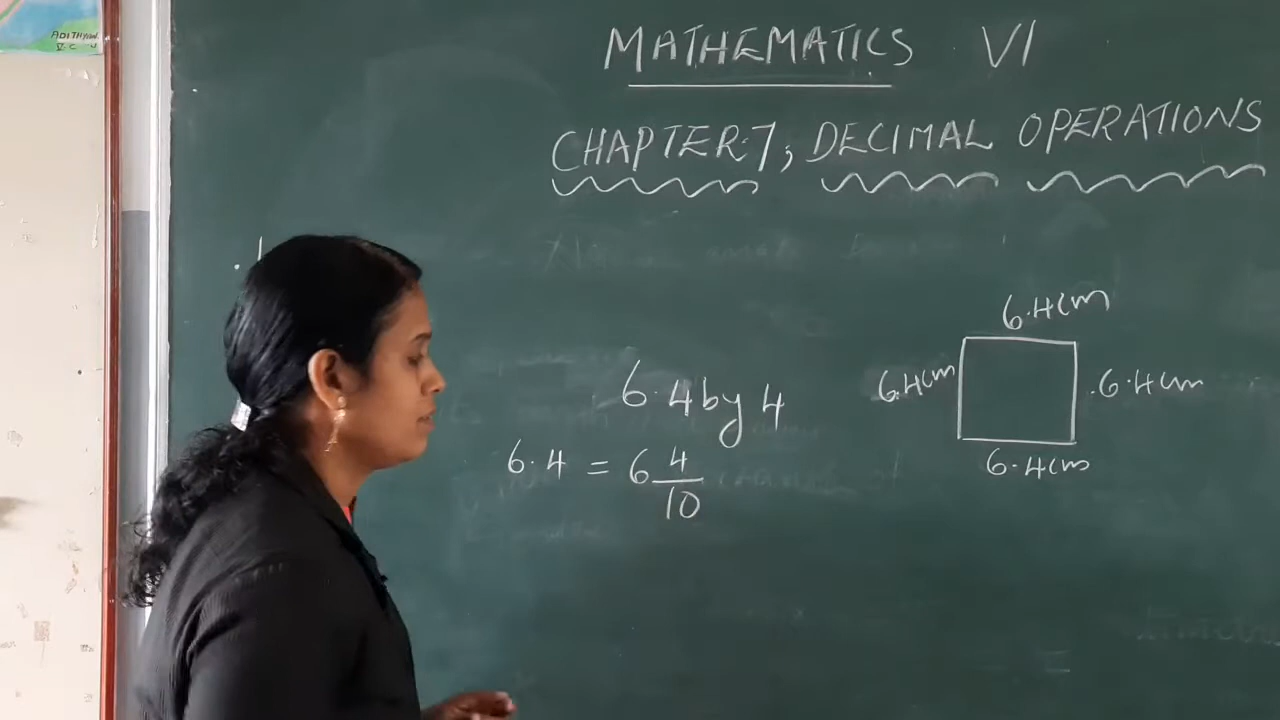 ADITHYAN.
V.C
MATHEMATICS VI
CHAPTER:7; DECIMAL OPERATIONS
6.4cm
6.4cm
6.4cm
6.4 by 4
6.4 = 6 4/10
6.4cm